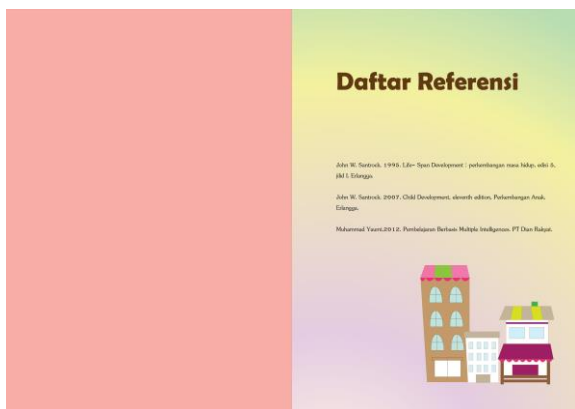 Daftar Referensi
John W. Santrock. 1995. Life- Span Development : perkembangan masa hidup, edisi 5,
jilid I. Erlangga.
John W. Santrock. 2007. Child Development, eleventh edition, Perkembangan Anak.
Erlangga.
Muhammad Yaumi.2012. Pembelajaran Berbasis Multiple Intelligences. PT Dian Rakyat.